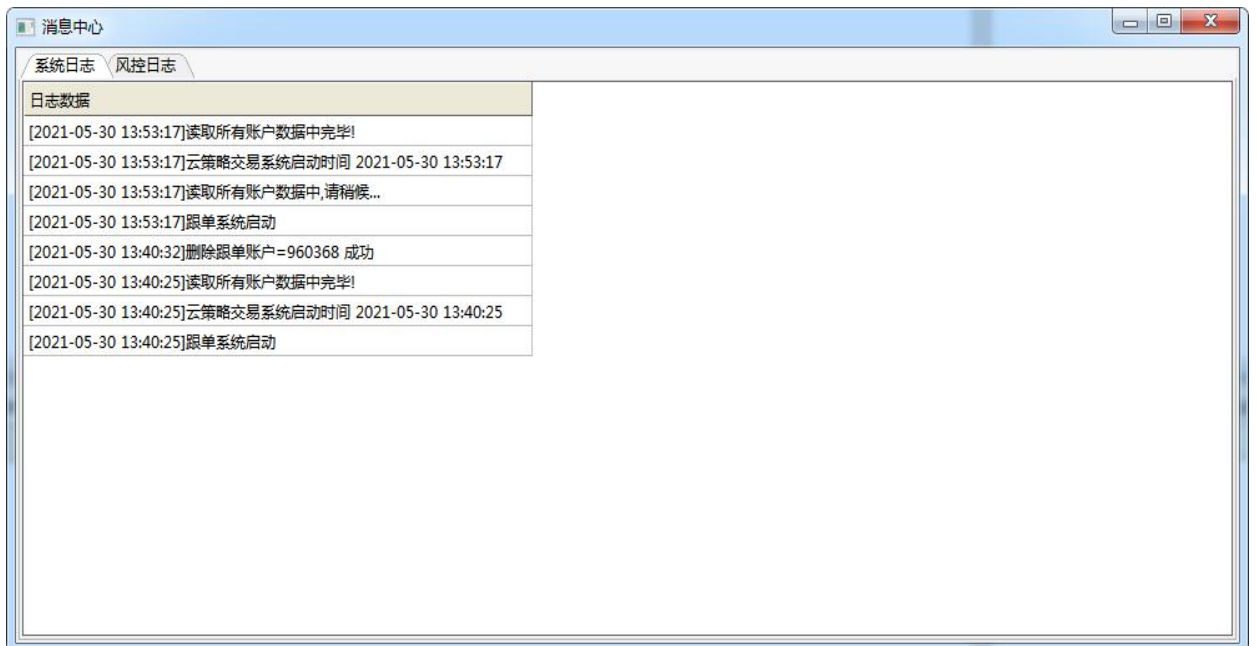 消息中心
系统日志 风控日志
日志数据
[2021-05-30 13:53:17]读取所有账户数据中完毕!
[2021-05-30 13:53:17]云策略交易系统启动时间 2021-05-30 13:53:17
[2021-05-30 13:53:17]读取所有账户数据中,请稍候...
[2021-05-30 13:53:17]跟单系统启动
[2021-05-30 13:40:32]删除跟单账户=960368 成功
[2021-05-30 13:40:25]读取所有账户数据中完毕!
[2021-05-30 13:40:25]云策略交易系统启动时间 2021-05-30 13:40:25
[2021-05-30 13:40:25]跟单系统启动